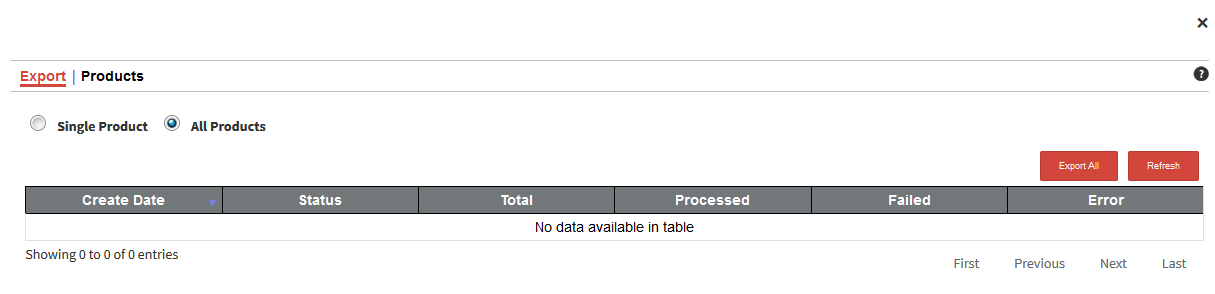 ×
Export | Products
?
Single Product All Products
Export All Refresh
Create Date Status Total Processed Failed Error
No data available in table
Showing 0 to 0 of 0 entries
First Previous Next Last